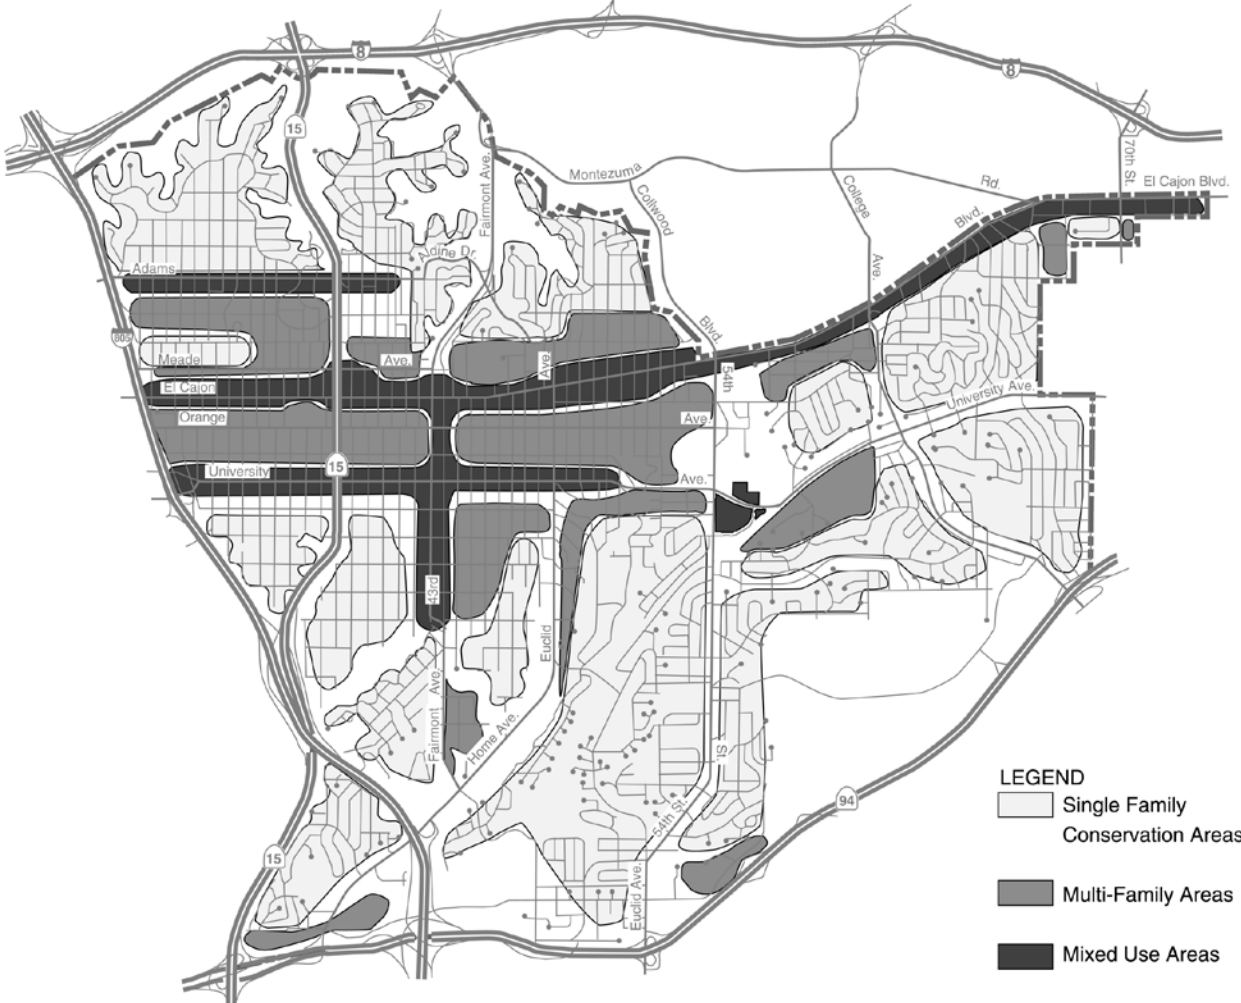 8
8
15
Fairmont Ave.
Montezuma
Rd.
70th St.
El Cajon Blvd.
Collwood
Blvd.
College
Ave.
Blvd.
Aldine Dr.
Adams
805
Meade
Ave.
Ave.
El Cajon
54th
University Ave.
Orange
Ave.
15
University
Ave.
43rd
Euclid
Fairmont Ave.
Home Ave.
St.
54th St.
94
15
Euclid Ave.
LEGEND
Single Family
Conservation Areas
Multi-Family Areas
Mixed Use Areas